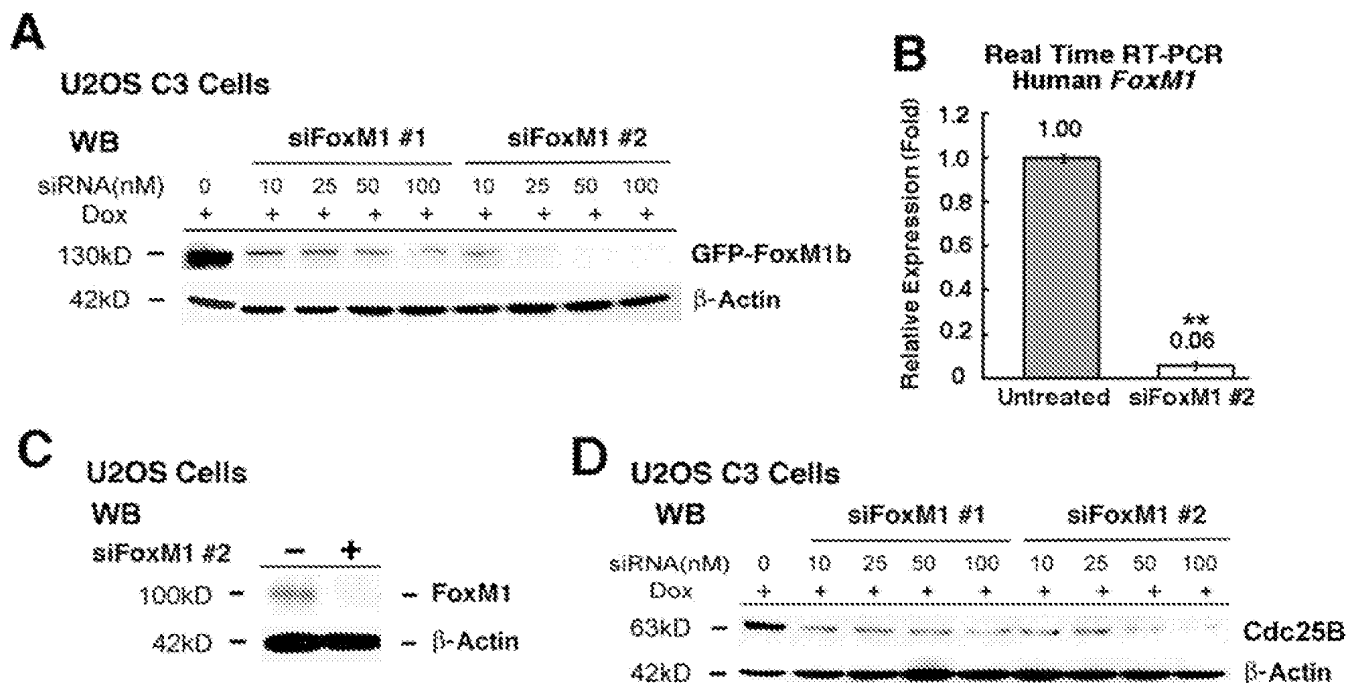 A
U2OS C3 Cells
WB
siFoxM1 #1 siFoxM1 #2
siRNA(nM) 0 10 25 50 100 10 25 50 100
Dox + + + + + + + + +
130kD – GFP-FoxM1b
42kD – β-Actin
B
Real Time RT-PCR
Human FoxM1
Relative Expression (Fold)
1.2
1.0
0.8
0.6
0.4
0.2
0
1.00
**
0.06
Untreated siFoxM1 #2
C
U2OS Cells
WB
siFoxM1 #2 – +
100kD – – FoxM1
42kD – – β-Actin
D
U2OS C3 Cells
WB
siFoxM1 #1 siFoxM1 #2
siRNA(nM) 0 10 25 50 100 10 25 50 100
Dox + + + + + + + + +
63kD – Cdc25B
42kD – β-Actin